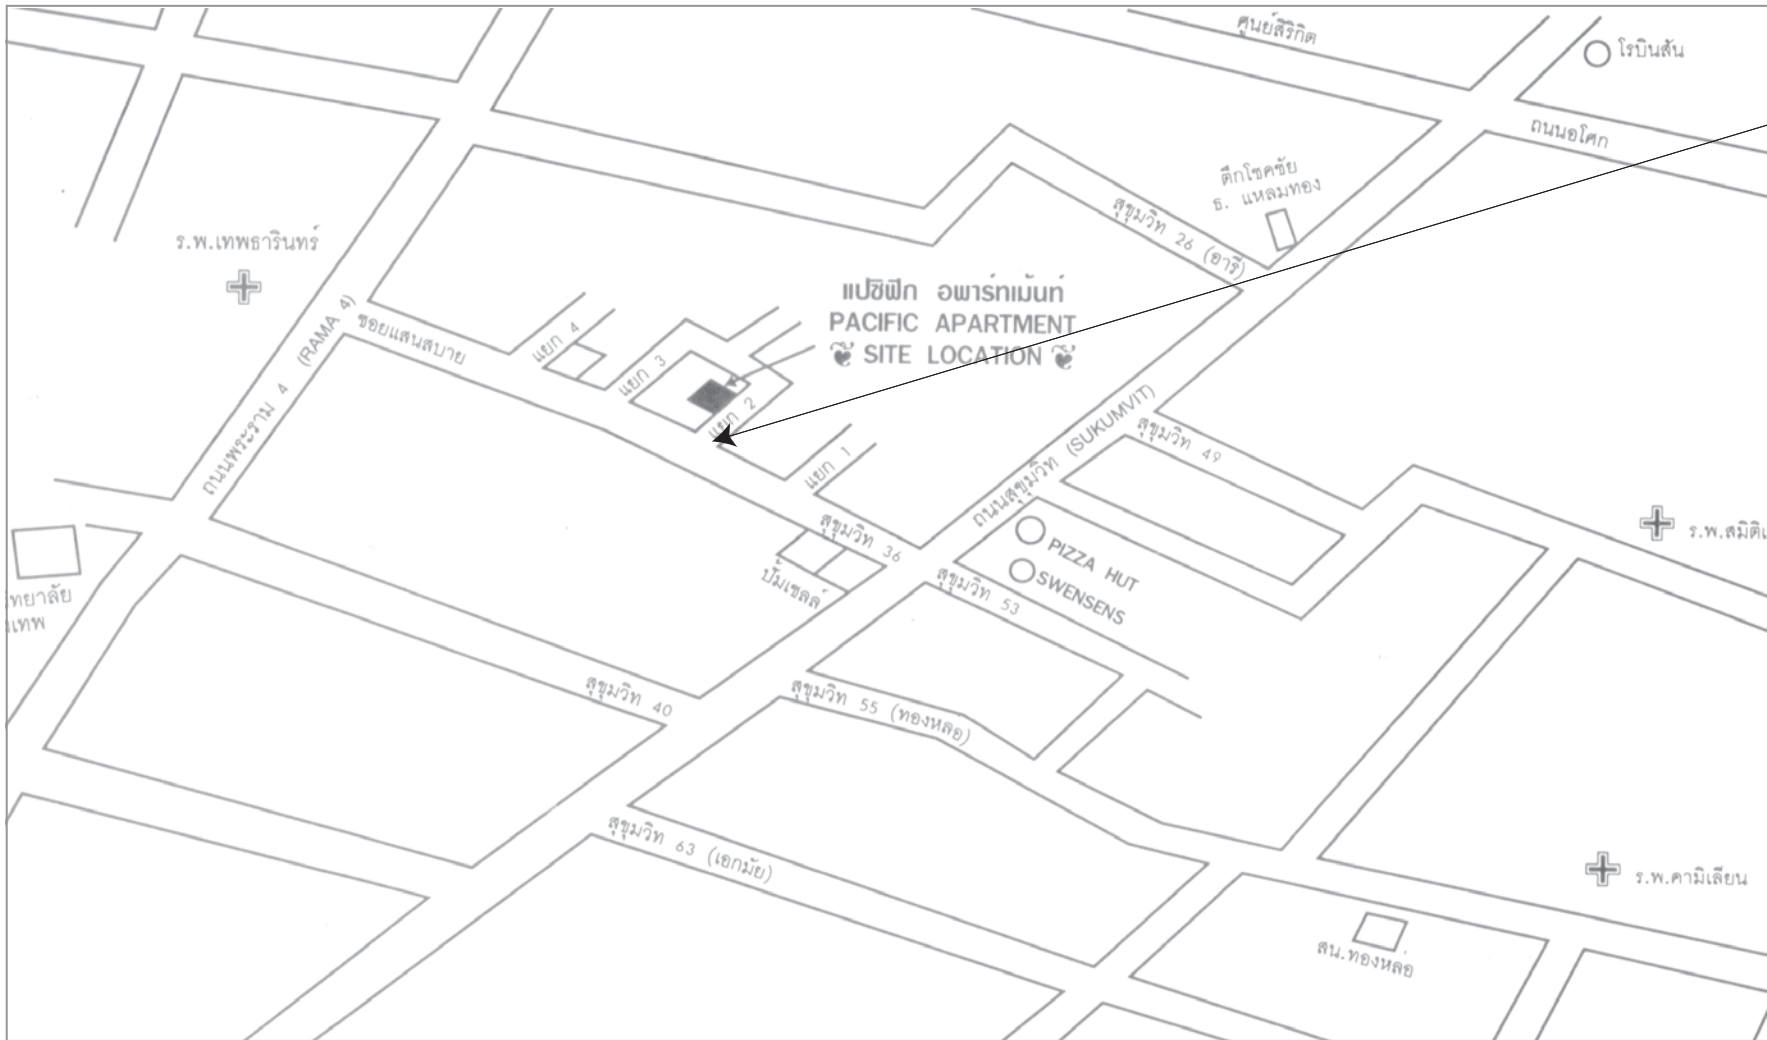 ศูนย์สิริกิต
โรบินสัน
ถนนอโศก
ตึกโชคชัย
ธ. แหลมทอง
สุขุมวิท 26 (อารี)
ร.พ.เทพธารินทร์
แปซิฟิก อพาร์ทเม้นท์
PACIFIC APARTMENT
SITE LOCATION
ถนนพระราม 4 (RAMA 4)
ซอยแสนสบาย
แยก 4
แยก 3
แยก 2
แยก 1
สุขุมวิท 36
ถนนสุขุมวิท (SUKUMVIT)
สุขุมวิท 49
ร.พ.สมิติ
PIZZA HUT
SWENSENS
สุขุมวิท 53
ปั๊มเชลล์
ทยาลัย
เทพ
สุขุมวิท 40
สุขุมวิท 55 (ทองหล่อ)
สุขุมวิท 63 (เอกมัย)
ร.พ.คามิเลียน
สน.ทองหล่อ